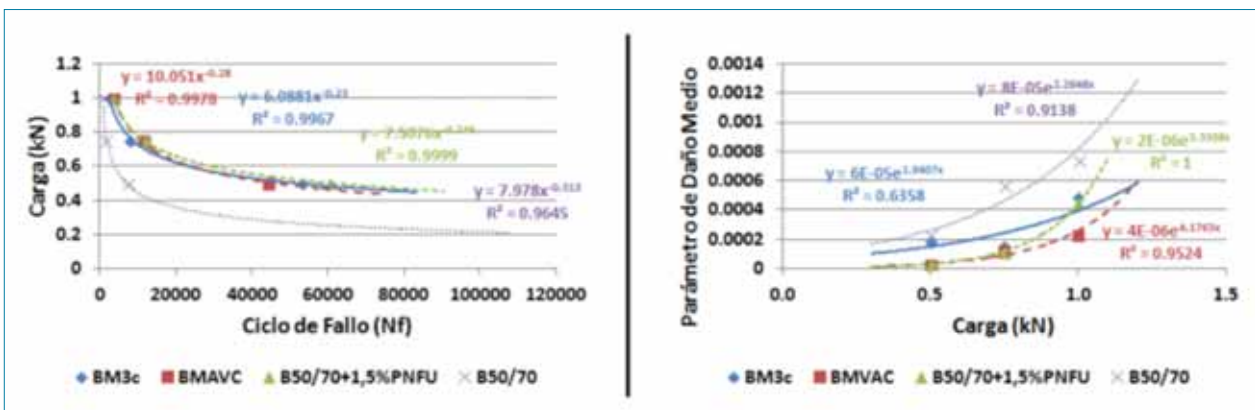 1.2
1
0.8
0.6
0.4
0.2
0
Carga (kN)
0
20000
40000
60000
80000
100000
120000
Ciclo de Fallo (Nf)
y = 10.051x^-0.28
R² = 0.9978
y = 6.0881x^-0.23
R² = 0.9967
R² = 0.9999
y = 7.978x^-0.313
R² = 0.9645
BM3c
BMAVC
B50/70+1,5%PNFU
B50/70
0.0014
0.0012
0.001
0.0008
0.0006
0.0004
0.0002
0
Parámetro de Daño Medio
0.0
0.5
1.0
1.5
Carga (kN)
R² = 0.9138
R² = 1
R² = 0.6358
R² = 0.9524
BM3c
BMVAC
B50/70+1,5%PNFU
B50/70